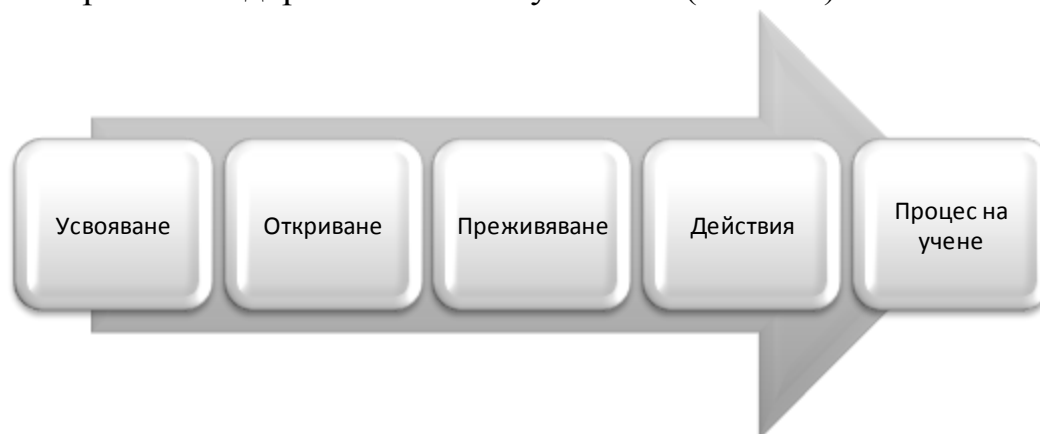 Усвояване
Откриване
Преживяване
Действия
Процес на
учене